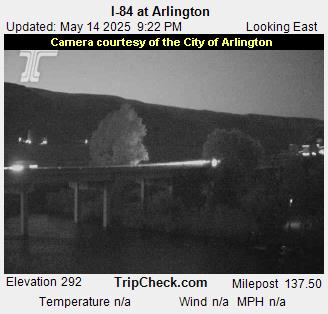 I-84 at Arlington
Updated: May 14 2025 9:22 PM Looking East
Camera courtesy of the City of Arlington
Elevation 292 TripCheck.com Milepost 137.50
Temperature n/a Wind n/a MPH n/a